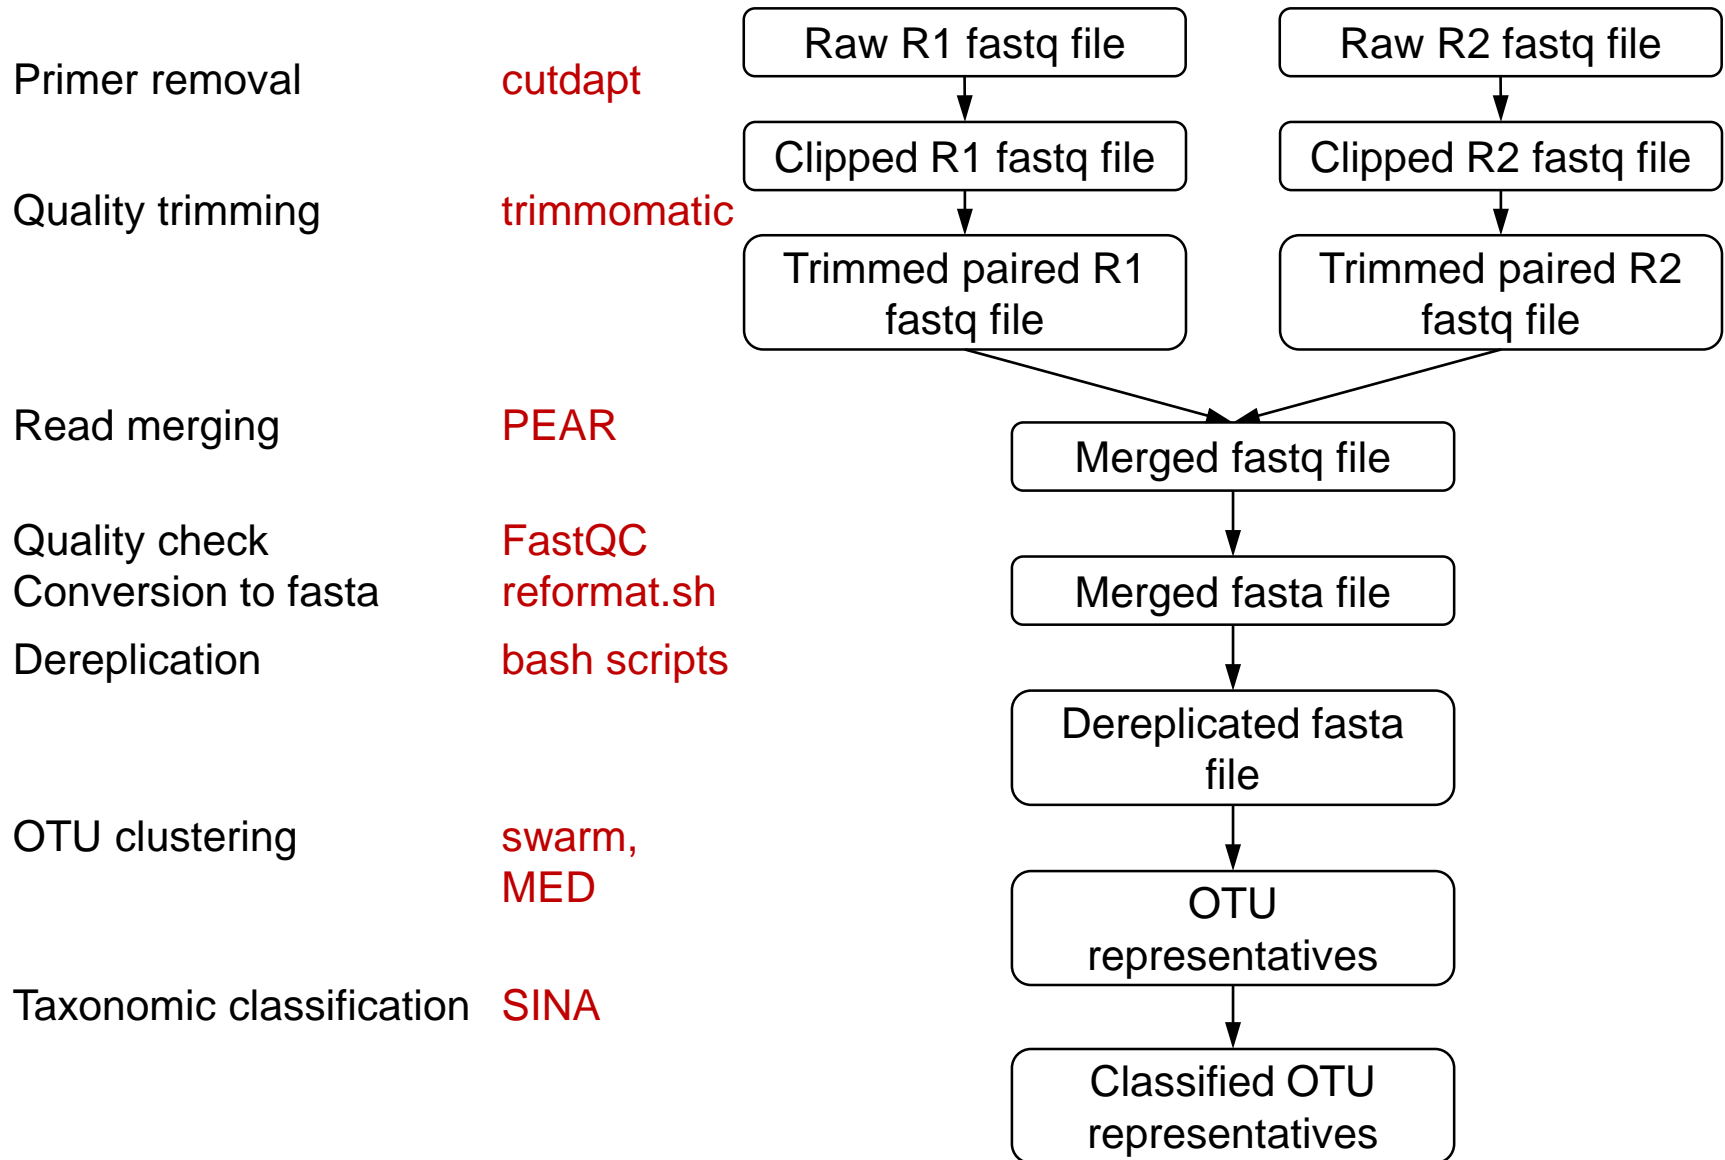 Raw R1 fastq file
Raw R2 fastq file
Primer removal
cutdapt
Clipped R1 fastq file
Clipped R2 fastq file
Quality trimming
trimmomatic
Trimmed paired R1
fastq file
Trimmed paired R2
fastq file
Read merging
PEAR
Merged fastq file
Quality check
FastQC
Conversion to fasta
reformat.sh
Merged fasta file
Dereplication
bash scripts
Dereplicated fasta
file
OTU clustering
swarm,
MED
OTU
representatives
Taxonomic classification
SINA
Classified OTU
representatives